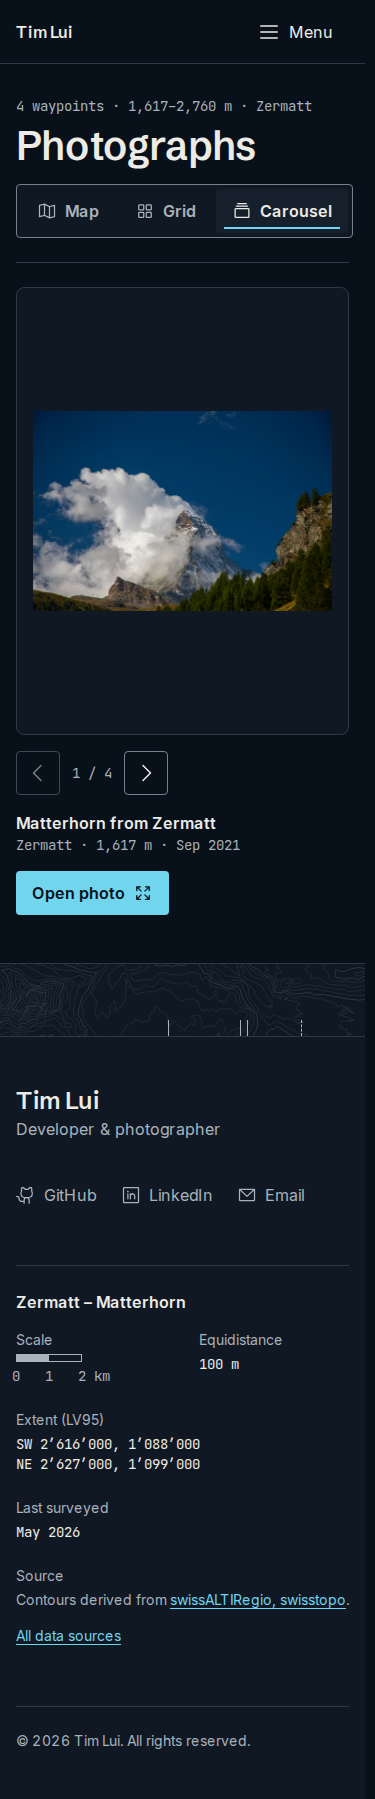 Tim Lui
Menu
4 waypoints · 1,617–2,760 m · Zermatt
Photographs
Map
Grid
Carousel
1 / 4
Matterhorn from Zermatt
Zermatt · 1,617 m · Sep 2021
Open photo
Tim Lui
Developer & photographer
GitHub
LinkedIn
Email
Zermatt – Matterhorn
Scale
0 1 2 km
Equidistance
100 m
Extent (LV95)
SW 2’616’000, 1’088’000
NE 2’627’000, 1’099’000
Last surveyed
May 2026
Source
Contours derived from swissALTIRegio, swisstopo.
All data sources
© 2026 Tim Lui. All rights reserved.